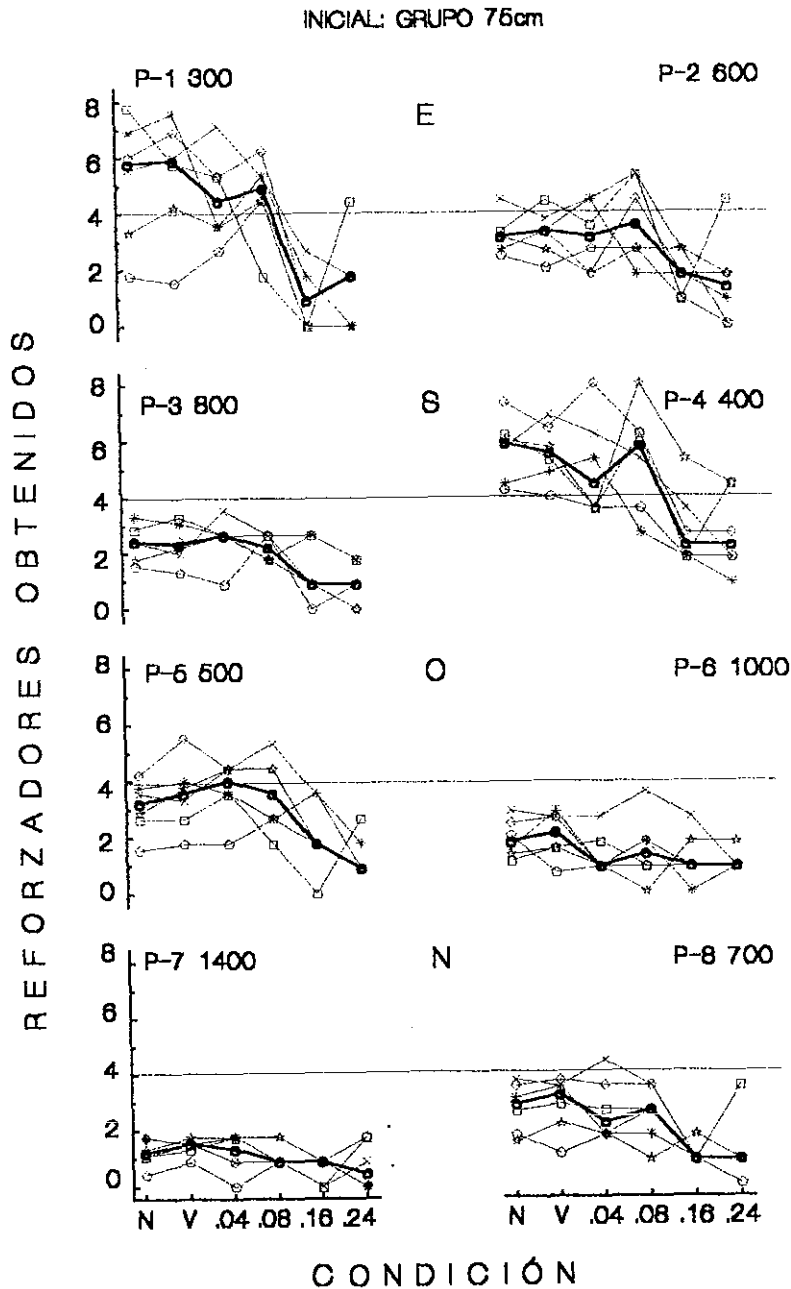 INICIAL: GRUPO 75cm
P-1 300
P-2 600
E
8
6
4
2
0
P-3 800
S
P-4 400
8
6
4
2
0
P-5 500
O
P-6 1000
8
6
4
2
0
P-7 1400
N
P-8 700
8
6
4
2
0
N V .04 .08 .16 .24
N V .04 .08 .16 .24
REFORZADORES OBTENIDOS
CONDICIÓN